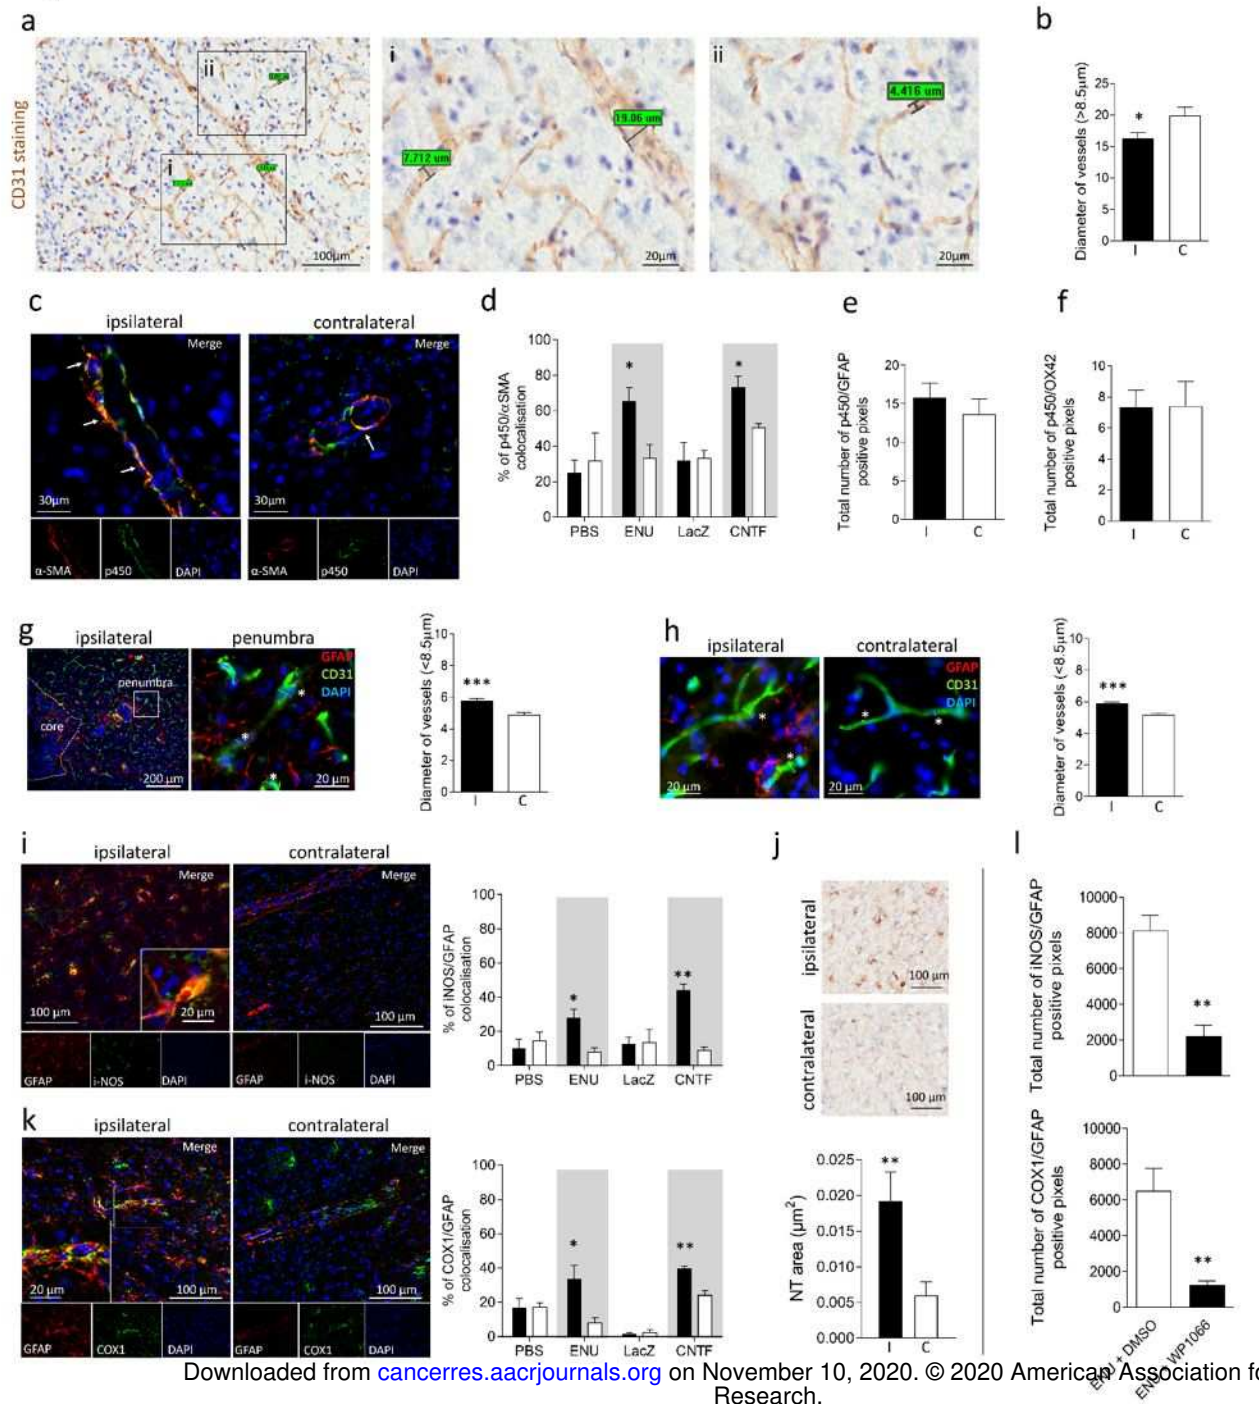 a
CD31 staining
ii
i
100µm
i
7.712 um
19.06 um
20µm
ii
4.416 um
20µm
b
Diameter of vessels (>8.5µm)
25
20
15
10
5
0
*
I C
c
ipsilateral
contralateral
Merge
Merge
30µm
30µm
α-SMA
p450
DAPI
α-SMA
p450
DAPI
d
% of p450/αSMA
colocalisation
100
80
60
40
20
0
*
*
PBS ENU LacZ CNTF
e
Total number of p450/GFAP
positive pixels
20
15
10
5
0
I C
f
Total number of p450/OX42
positive pixels
10
8
6
4
2
0
I C
g
ipsilateral
penumbra
penumbra
core
200 µm
GFAP
CD31
DAPI
*
*
*
20 µm
Diameter of vessels (<8.5µm)
10
8
6
4
2
0
***
I C
h
ipsilateral
contralateral
*
*
20 µm
GFAP
CD31
DAPI
*
*
20 µm
Diameter of vessels (<8.5µm)
10
8
6
4
2
0
***
I C
i
ipsilateral
contralateral
Merge
Merge
100 µm
20 µm
100 µm
GFAP
i-NOS
DAPI
GFAP
i-NOS
DAPI
% of iNOS/GFAP
colocalisation
100
80
60
40
20
0
*
**
PBS ENU LacZ CNTF
j
ipsilateral
100 µm
contralateral
100 µm
NT area (µm²)
0.025
0.020
0.015
0.010
0.005
0.000
**
I C
k
ipsilateral
contralateral
Merge
Merge
20 µm
100 µm
100 µm
GFAP
COX1
DAPI
GFAP
COX1
DAPI
% of COX1/GFAP
colocalisation
100
80
60
40
20
0
*
**
PBS ENU LacZ CNTF
l
Total number of iNOS/GFAP
positive pixels
10000
8000
6000
4000
2000
0
**
Total number of COX1/GFAP
positive pixels
10000
8000
6000
4000
2000
0
**
ENU + DMSO
ENU + WP1066
Downloaded from cancerres.aacrjournals.org on November 10, 2020. © 2020 American Association fo
Research.